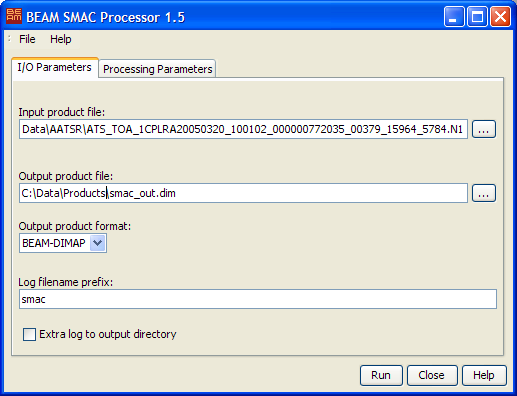 BEAM SMAC Processor 1.5
File Help
I/O Parameters Processing Parameters
Input product file:
Data\AATSR\ATS_TOA_1CPLRA20050320_100102_000000772035_00379_15964_5784.N1 ...
Output product file:
C:\Data\Products\smac_out.dim ...
Output product format:
BEAM-DIMAP
Log filename prefix:
smac
Extra log to output directory
Run Close Help